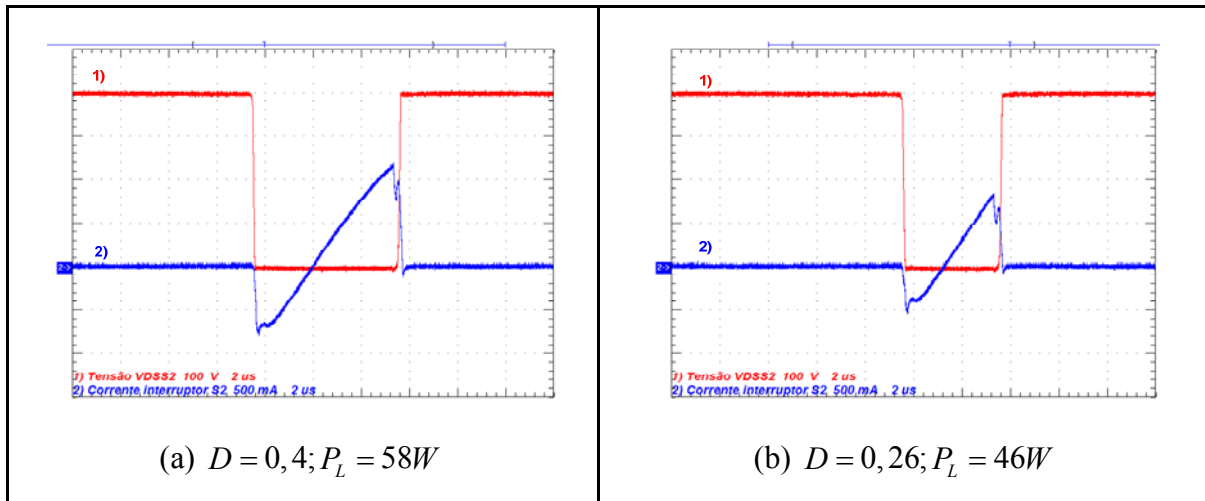 1)
2)
2->
1) Tensão VDSS2 100 V 2 us
2) Corrente interruptor S2 500 mA 2 us
(a) D = 0,4; P_L = 58W
1)
2)
2->
1) Tensão VDSS2 100 V 2 us
2) Corrente interruptor S2 500 mA 2 us
(b) D = 0,26; P_L = 46W